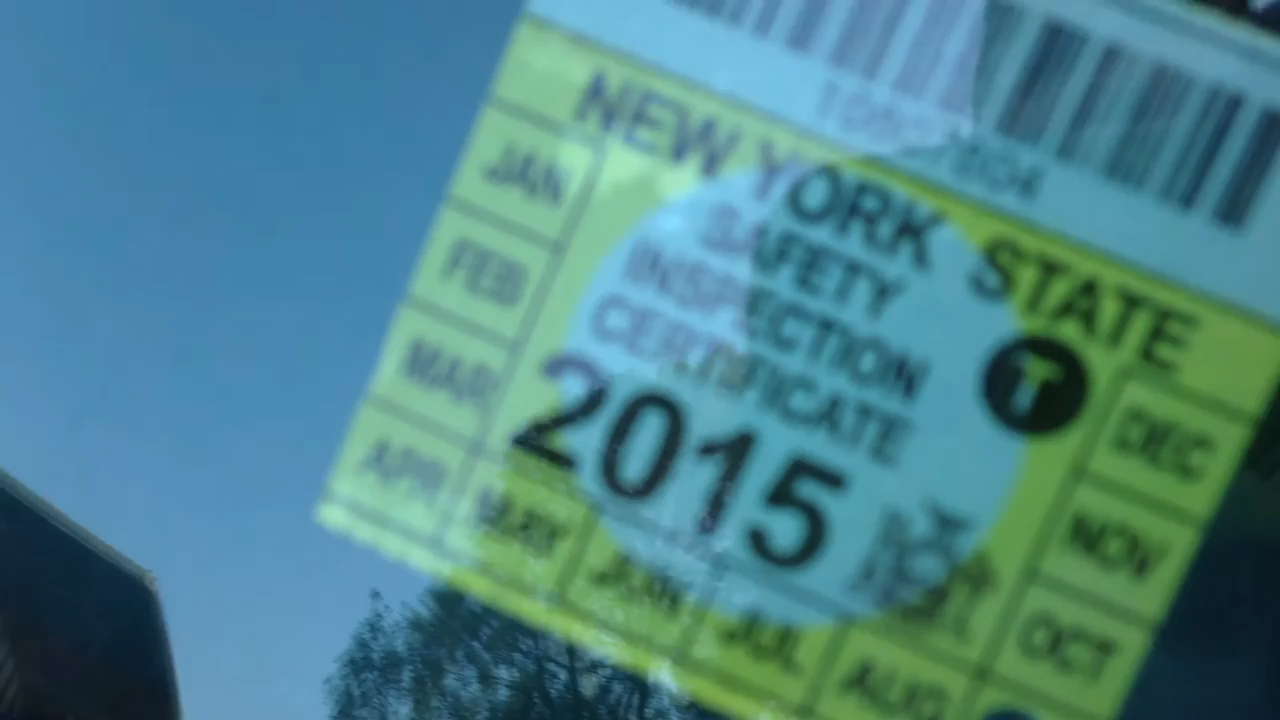 NEW YORK STATE
SAFETY
INSPECTION
CERTIFICATE
T
2015
JAN
FEB
MAR
APR
MAY
JUN
JUL
AUG
OCT
NOV
DEC